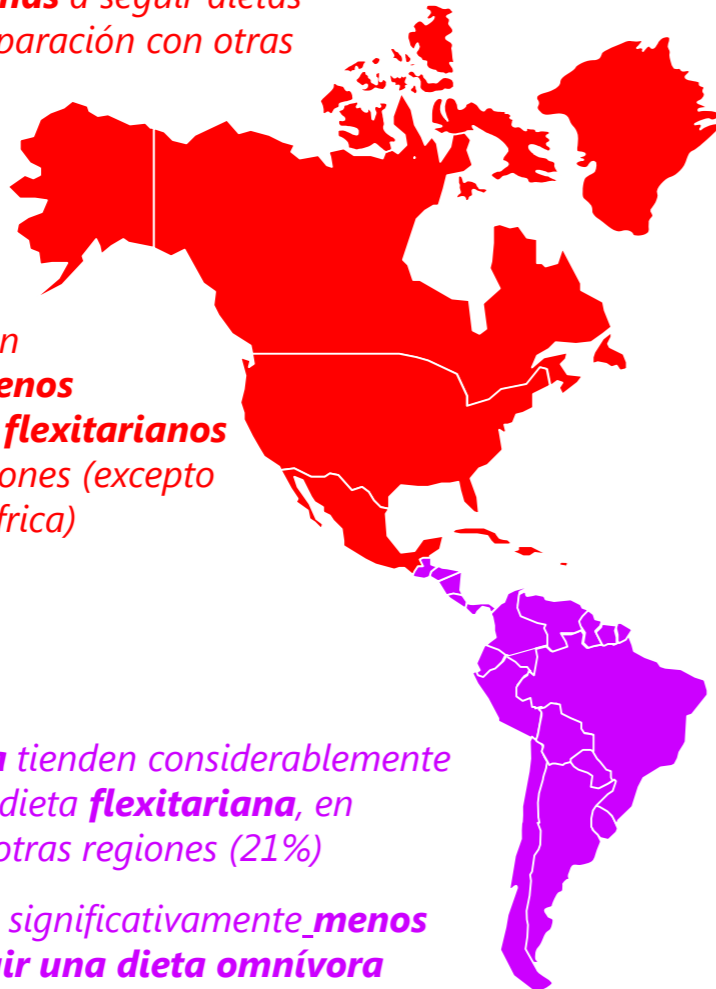 a seguir dietas
paración con otras
enos
flexitarianos
ones (excepto
frica)
a tienden considerablemente
dieta flexitariana, en
otras regiones (21%)
significativamente menos
ir una dieta omnívora